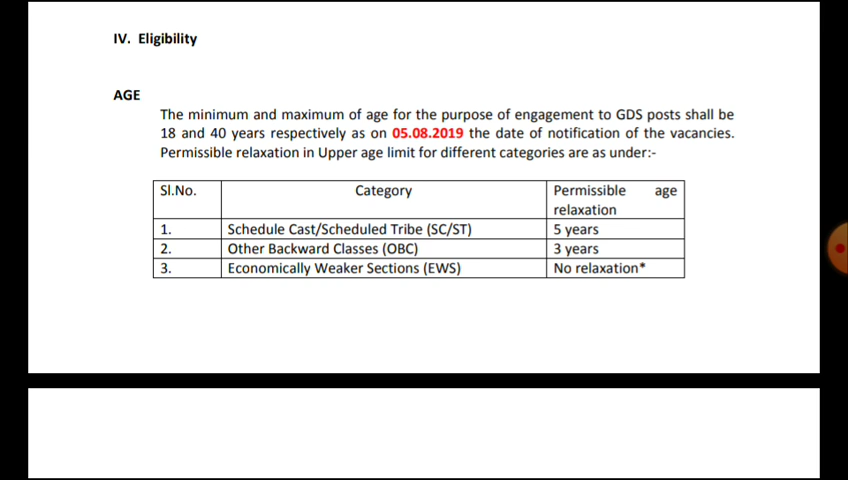 IV. Eligibility
AGE
The minimum and maximum of age for the purpose of engagement to GDS posts shall be
18 and 40 years respectively as on 05.08.2019 the date of notification of the vacancies.
Permissible relaxation in Upper age limit for different categories are as under:-
Sl.No. Category Permissible age
relaxation
1. Schedule Cast/Scheduled Tribe (SC/ST) 5 years
2. Other Backward Classes (OBC) 3 years
3. Economically Weaker Sections (EWS) No relaxation*